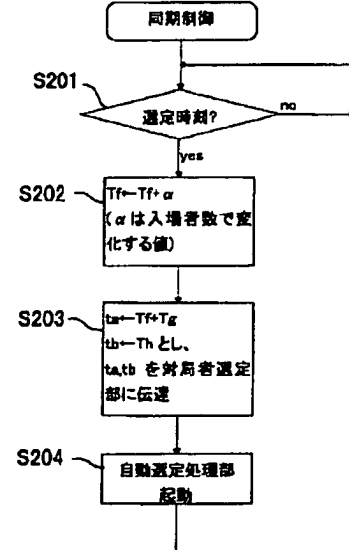 同期制御
S201
選定時刻?
no
yes
S202
Tf←Tf+α
(αは入場者数で変
化する値)
S203
ta←Tf+Tg
tb←Thとし、
ta,tb を対局者選定
部に伝達
S204
自動選定処理部
起動